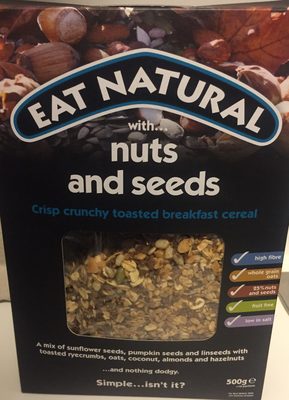 EAT NATURAL
with...
nuts
and seeds
Crisp crunchy toasted breakfast cereal
high fibre
whole grain
oats
25% nuts
and seeds
fruit free
low in salt
A mix of sunflower seeds, pumpkin seeds and linseeds with
toasted ryecrumbs, oats, coconut, almonds and hazelnuts
...and nothing dodgy.
Simple...isn't it?
500g e